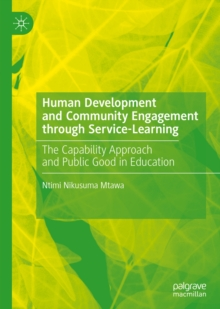 Human Development
and Community Engagement
through Service-Learning
The Capability Approach
and Public Good in Education
Ntimi Nikusuma Mtawa
palgrave
macmillan